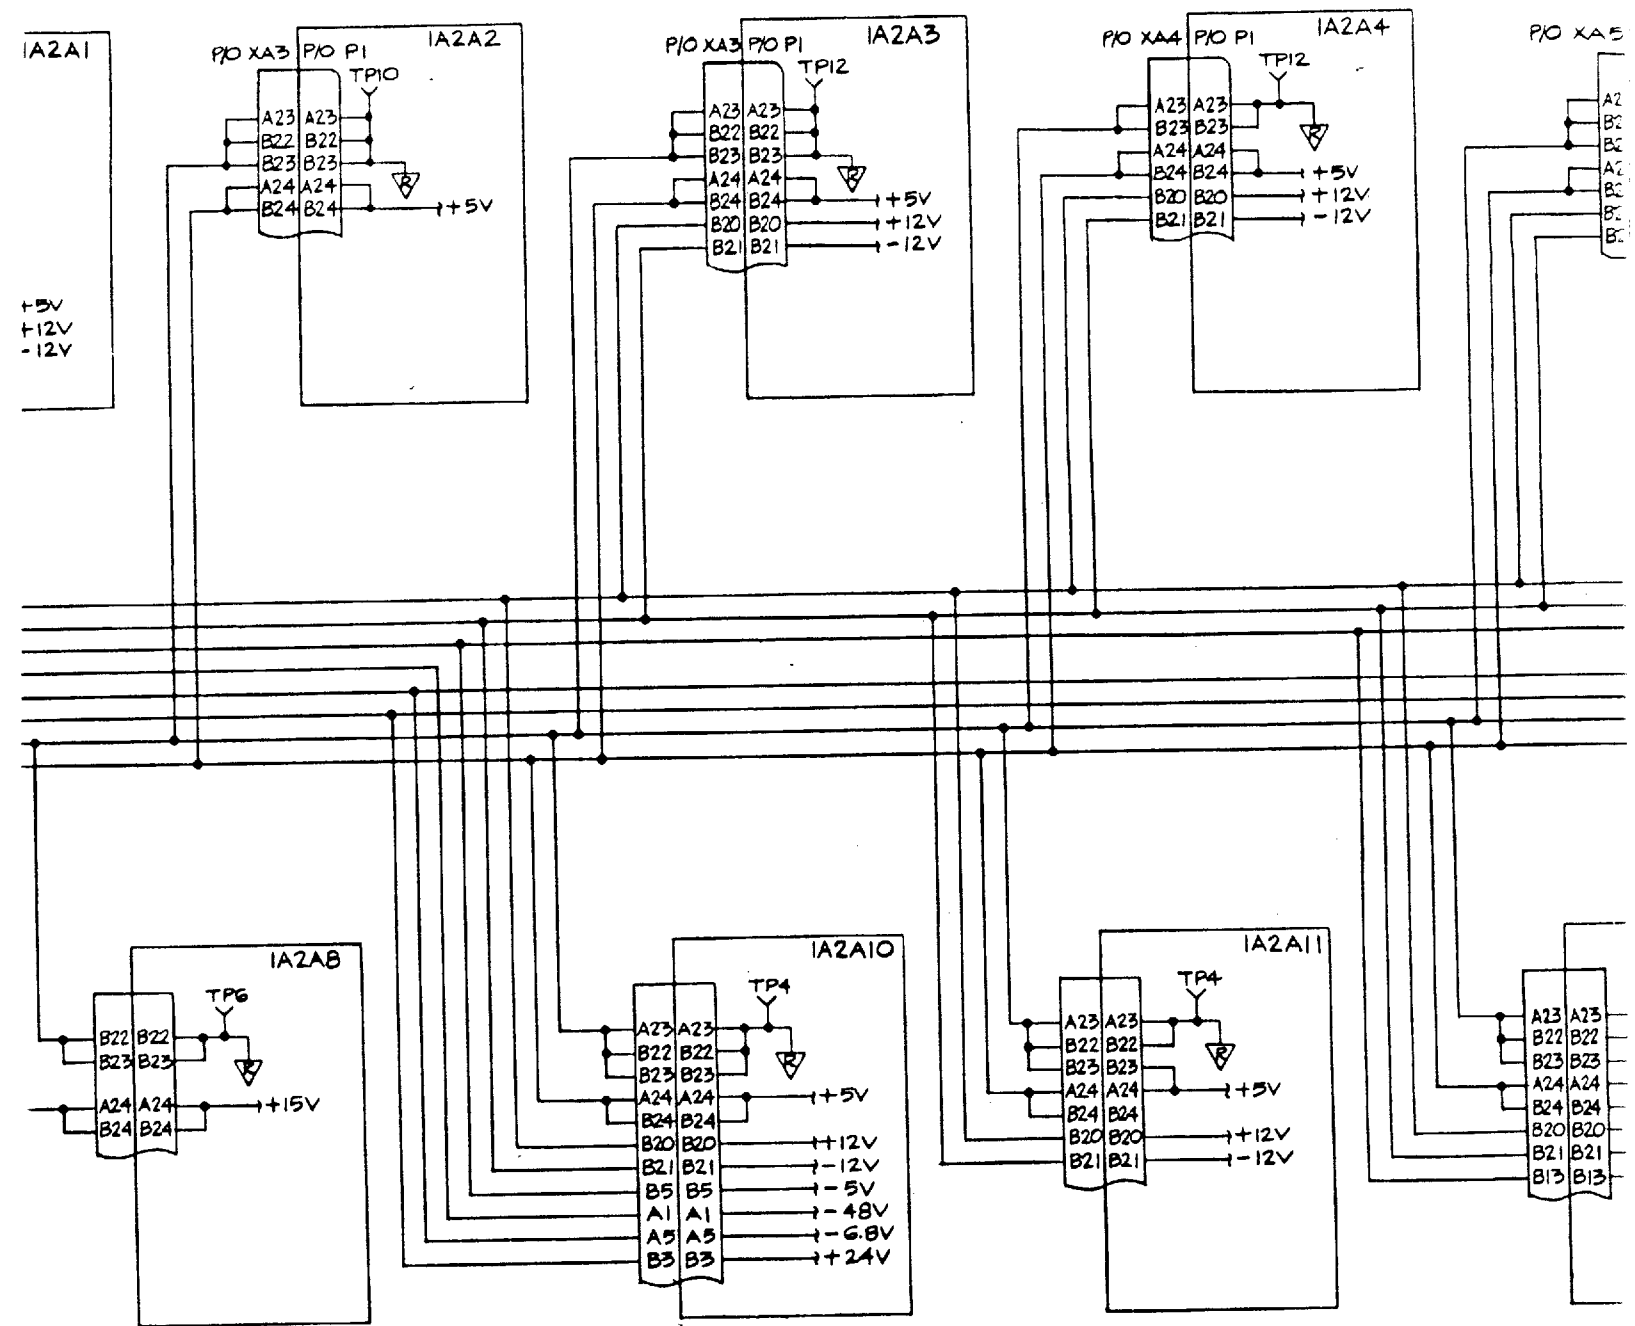 1A2A1
+5V
+12V
-12V
1A2A2
P/O XA3 P/O P1
TP10
A23 A23
B22 B22
B23 B23
R
A24 A24
B24 B24 +5V
1A2A3
P/O XA3 P/O P1
TP12
A23 A23
B22 B22
B23 B23
R
A24 A24
B24 B24 +5V
B20 B20 +12V
B21 B21 -12V
1A2A4
P/O XA4 P/O P1
TP12
A23 A23
B23 B23
R
A24 A24
B24 B24 +5V
B20 B20 +12V
B21 B21 -12V
P/O XA5
1A2A8
TP6
B22 B22
B23 B23
R
A24 A24 +15V
B24 B24
1A2A10
TP4
A23 A23
B22 B22
B23 B23
R
A24 A24 +5V
B24 B24
B20 B20 +12V
B21 B21 -12V
B5 B5 -5V
A1 A1 -48V
A5 A5 -6.8V
B3 B3 +24V
1A2A11
TP4
A23 A23
B22 B22
R
B23 B23
A24 A24 +5V
B24 B24
B20 B20 +12V
B21 B21 -12V
A23 A23
B22 B22
B23 B23
A24 A24
B24 B24
B20 B20
B21 B21
B13 B13